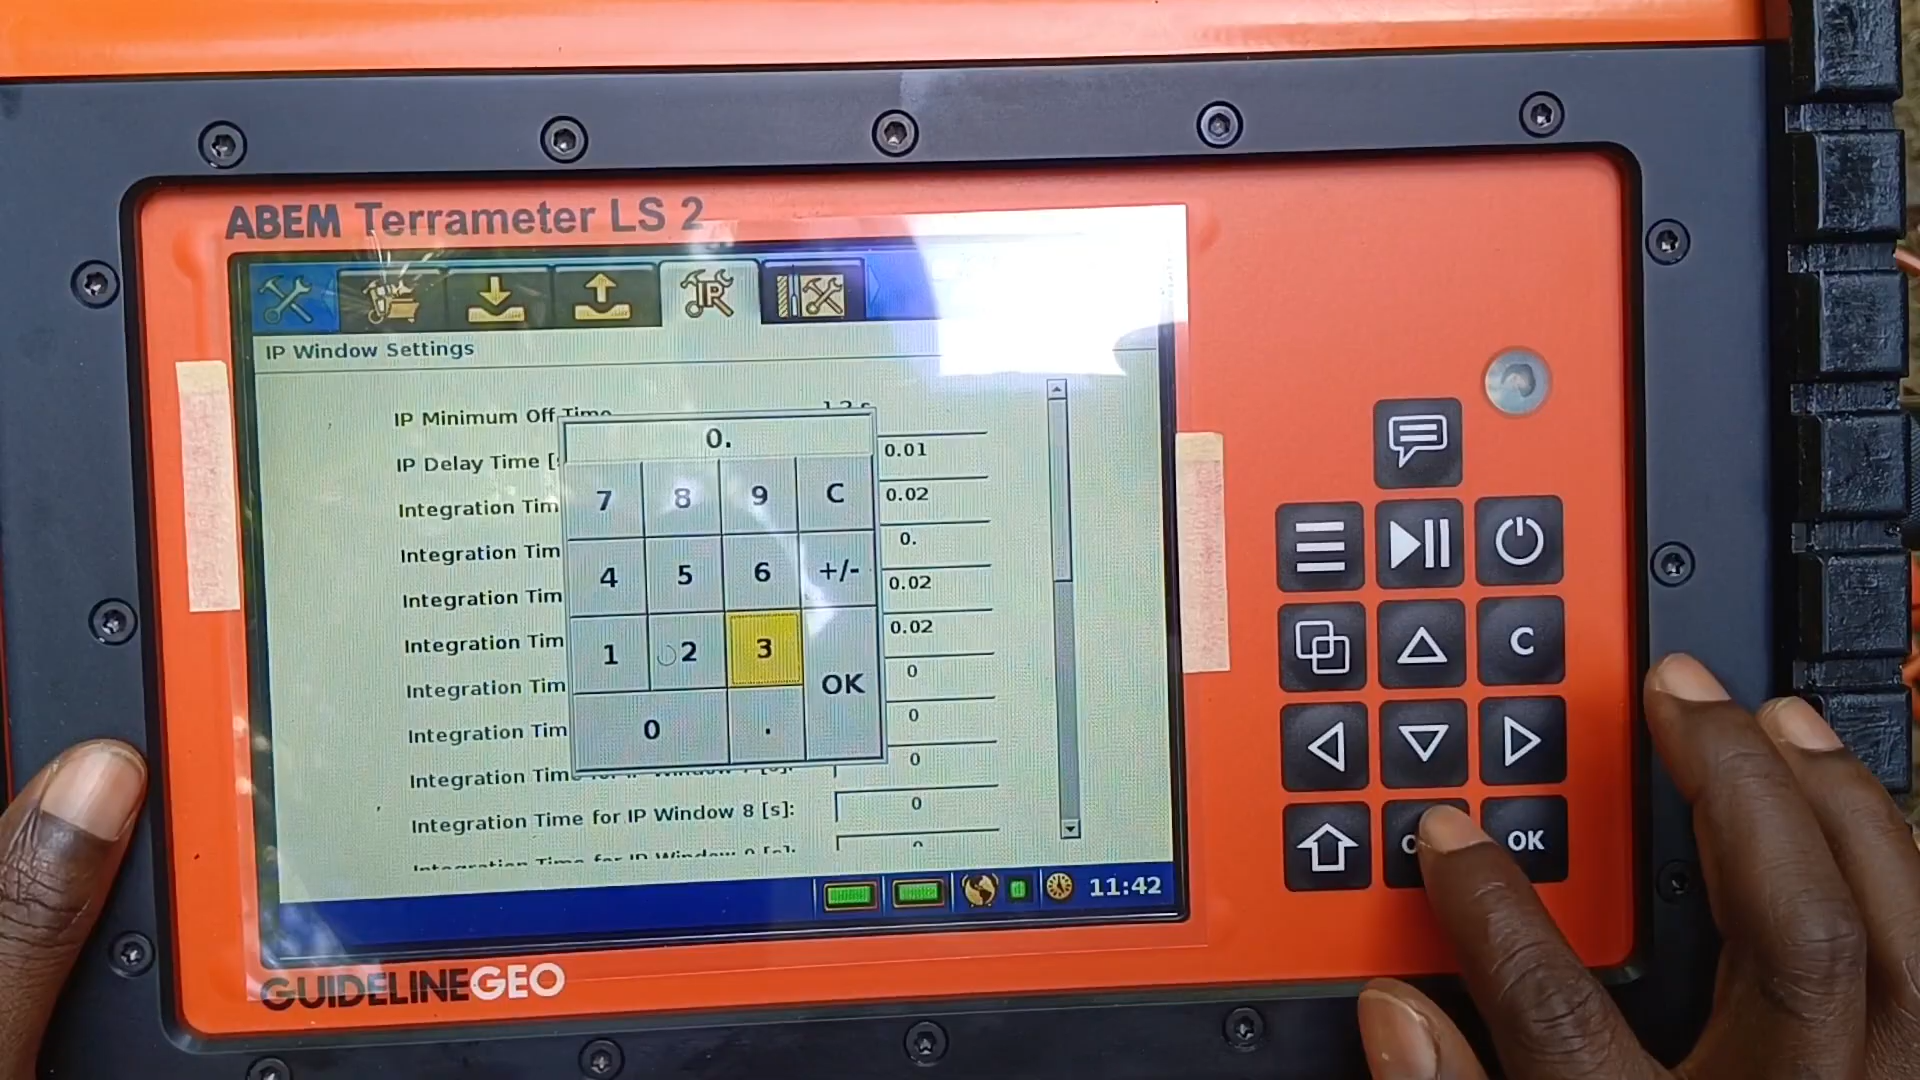 ABEM Terrameter LS 2
IP
IP Window Settings
IP Minimum Off Time
IP Delay Time [ 0.01
Integration Tim 0.02
Integration Tim 0.
Integration Tim 0.02
Integration Tim 0.02
Integration Tim 0
Integration Tim 0
Integration Time 0
Integration Time for IP Window 8 [s]: 0
0.
7 8 9 C
4 5 6 +/-
1 2 3
OK
0 .
11:42
C
OK
GUIDELINEGEO